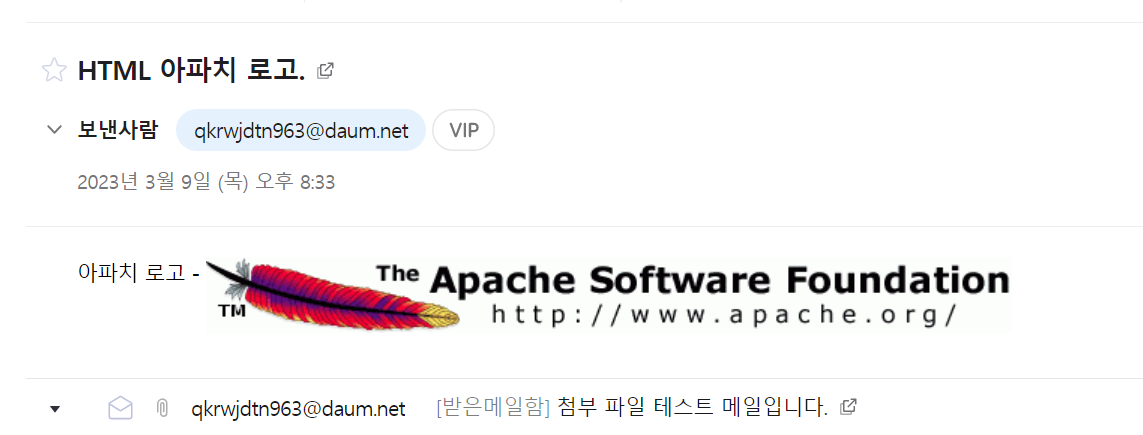 HTML 아파치 로고.
보낸사람 qkrwjdtn963@daum.net VIP
2023년 3월 9일 (목) 오후 8:33
아파치 로고 - TM The Apache Software Foundation
http://www.apache.org/
qkrwjdtn963@daum.net [받은메일함] 첨부 파일 테스트 메일입니다.